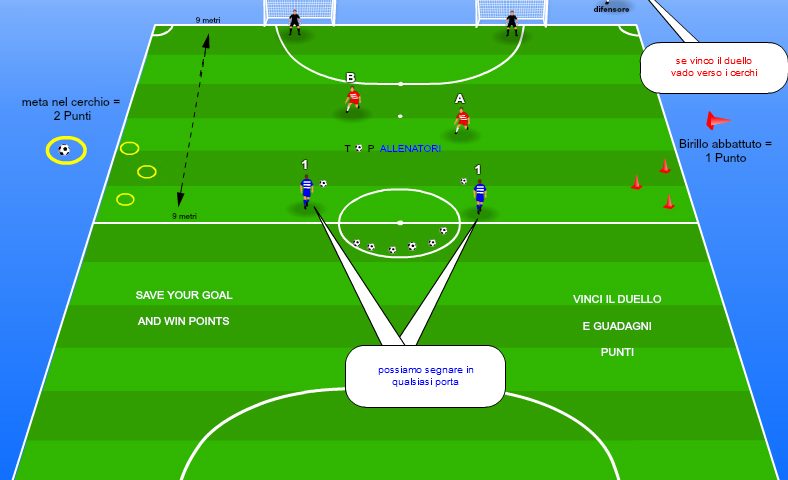 difensore
9 metri
se vinco il duello
vado verso i cerchi
B
A
meta nel cerchio =
2 Punti
T P ALLENATORI
Birillo abbattuto =
1 Punto
1
1
9 metri
SAVE YOUR GOAL
AND WIN POINTS
VINCI IL DUELLO
E GUADAGNI
PUNTI
possiamo segnare in
qualsiasi porta